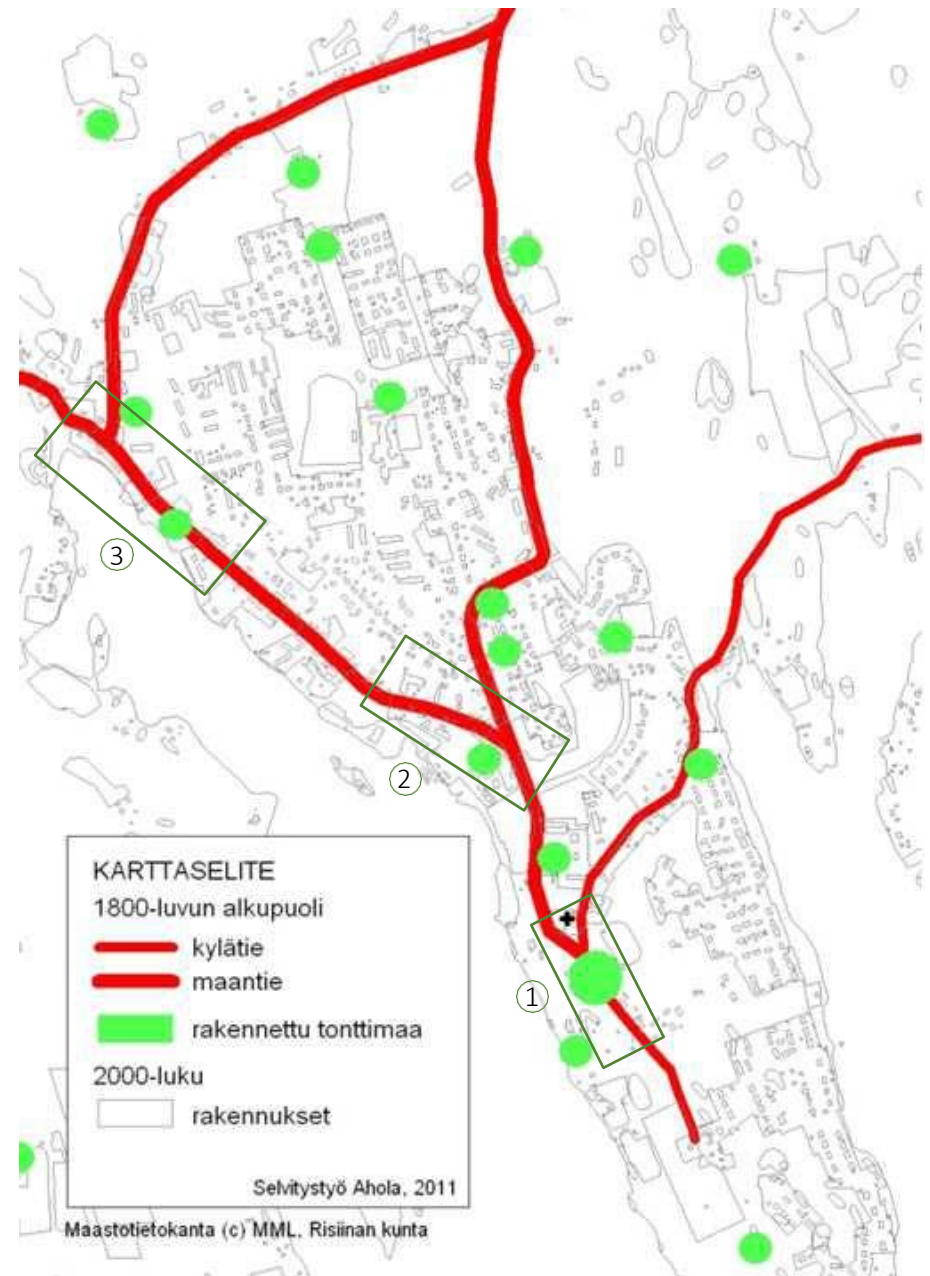 3
2
1
KARTTASELITE
1800-luvun alkupuoli
kylätie
maantie
rakennettu tonttimaa
2000-luku
rakennukset
Selvitystyö Ahola, 2011
Maastotietokanta (c) MML, Risiinan kunta